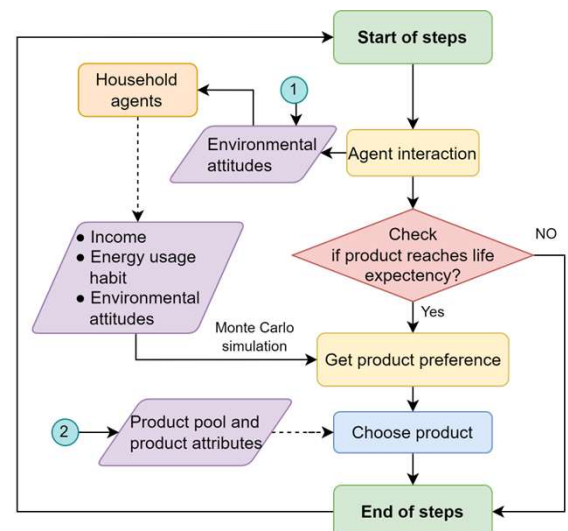 Start of steps
Household
agents
1
Environmental
attitudes
Agent interaction
Check
if product reaches life
expectency?
NO
Yes
● Income
● Energy usage
habit
● Environmental
attitudes
Monte Carlo
simulation
Get product preference
2
Product pool and
product attributes
Choose product
End of steps